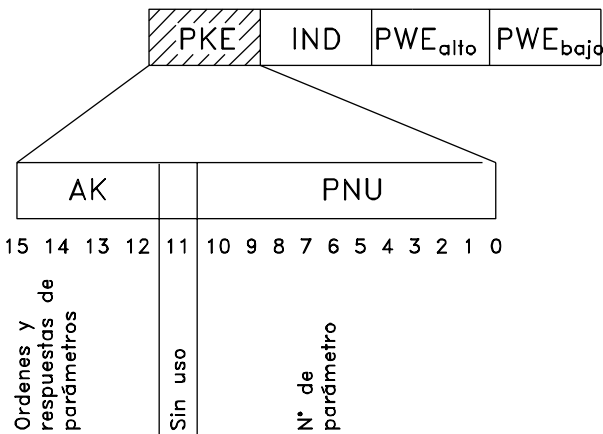 PKE IND PWEalto PWEbajo
AK PNU
15 14 13 12 11 10 9 8 7 6 5 4 3 2 1 0
Ordenes y
respuestas de
parámetros
Sin uso
N° de
parámetro